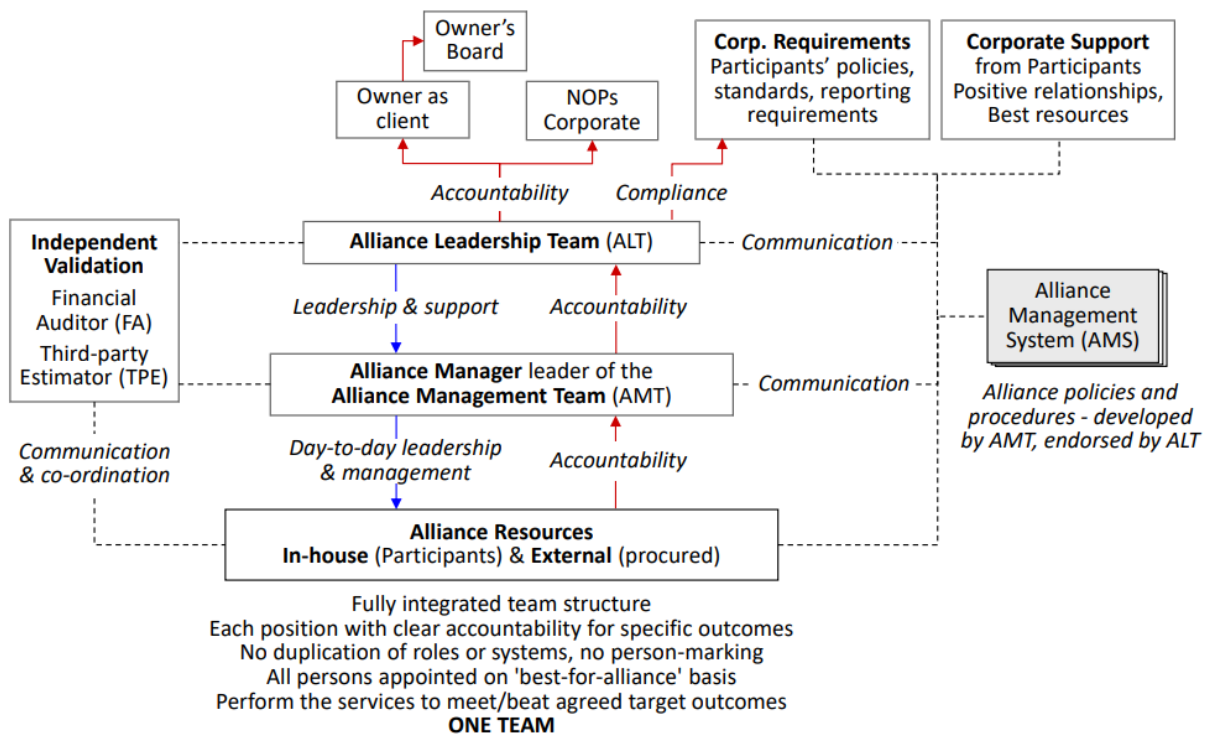 Owner's
Board
Owner as
client
NOPs
Corporate
Corp. Requirements
Participants' policies,
standards, reporting
requirements
Corporate Support
from Participants
Positive relationships,
Best resources
Accountability
Compliance
Independent
Validation
Financial
Auditor (FA)
Third-party
Estimator (TPE)
Alliance Leadership Team (ALT)
Communication
Leadership & support
Accountability
Alliance
Management
System (AMS)
Alliance Manager leader of the
Alliance Management Team (AMT)
Communication
Alliance policies and
procedures - developed
by AMT, endorsed by ALT
Communication
& co-ordination
Day-to-day leadership
& management
Accountability
Alliance Resources
In-house (Participants) & External (procured)
Fully integrated team structure
Each position with clear accountability for specific outcomes
No duplication of roles or systems, no person-marking
All persons appointed on 'best-for-alliance' basis
Perform the services to meet/beat agreed target outcomes
ONE TEAM